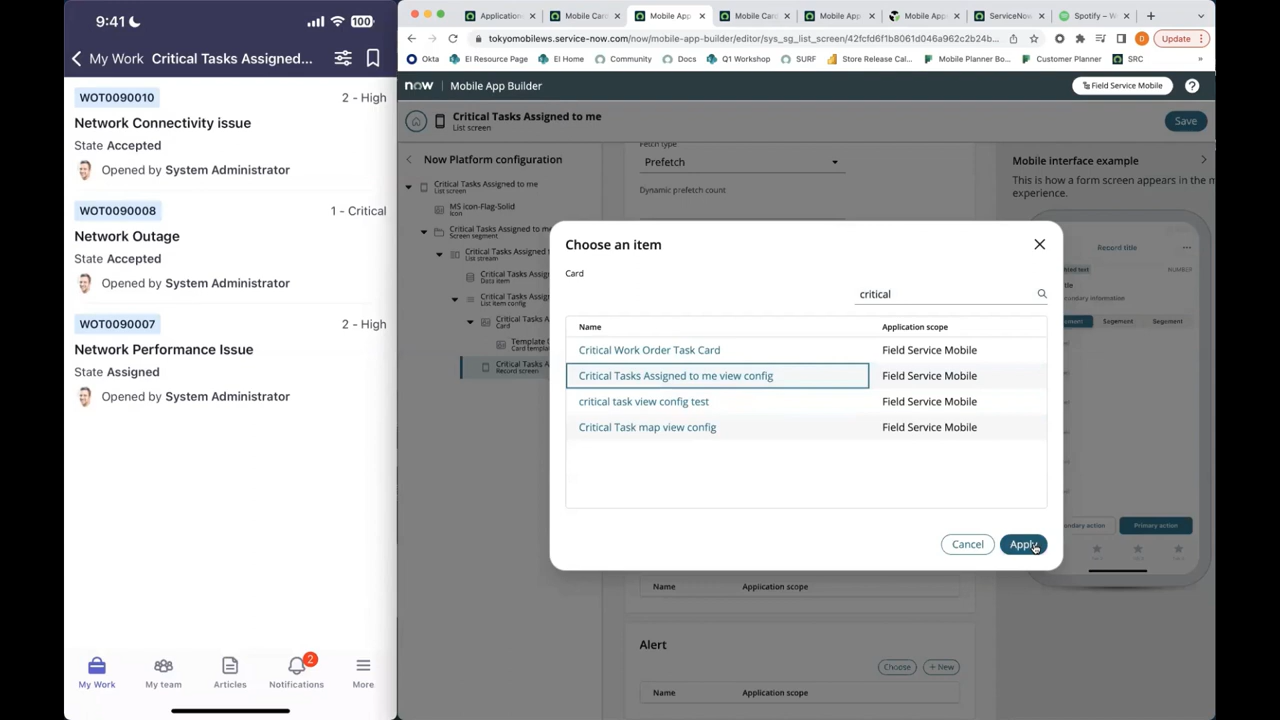 9:41
100
My Work
Critical Tasks Assigned...
WOT0090010
2 - High
Network Connectivity issue
State Accepted
Opened by System Administrator
WOT0090008
1 - Critical
Network Outage
State Accepted
Opened by System Administrator
WOT0090007
2 - High
Network Performance Issue
State Assigned
Opened by System Administrator
2
My Work
My team
Articles
Notifications
More
Application
Mobile Card
Mobile App
Mobile Card
Mobile App
Mobile App
ServiceNow
Spotify – W
tokyomobilews.service-now.com/now/mobile-app-builder/editor/sys_sg_list_screen/42fcfd6f1b8061d046a962c2b24b...
D
Update
Okta
EI Resource Page
EI Home
Community
Docs
Q1 Workshop
SURF
Store Release Cal...
Mobile Planner Bo...
Customer Planner
SRC
»
now
Mobile App Builder
Field Service Mobile
?
Critical Tasks Assigned to me
List screen
Save
Now Platform configuration
Critical Tasks Assigned to me
List screen
MS icon-Flag-Solid
Icon
Critical Tasks Assigned to me
Screen segment
Critical Tasks Assigned
List stream
Critical Tasks A
Data item
Critical Tasks A
List item config
Critical Tasks A
Card
Template D
Card template
Critical Tasks A
Record screen
Fetch type
Prefetch
Dynamic prefetch count
Choose an item
Card
critical
Name
Application scope
Critical Work Order Task Card
Field Service Mobile
Critical Tasks Assigned to me view config
Field Service Mobile
critical task view config test
Field Service Mobile
Critical Task map view config
Field Service Mobile
Cancel
Apply
Name
Application scope
Alert
Choose
+ New
Name
Application scope
Mobile interface example
This is how a form screen appears in the m
experience.
Record title
NUMBER
Segement
Segement
Primary action